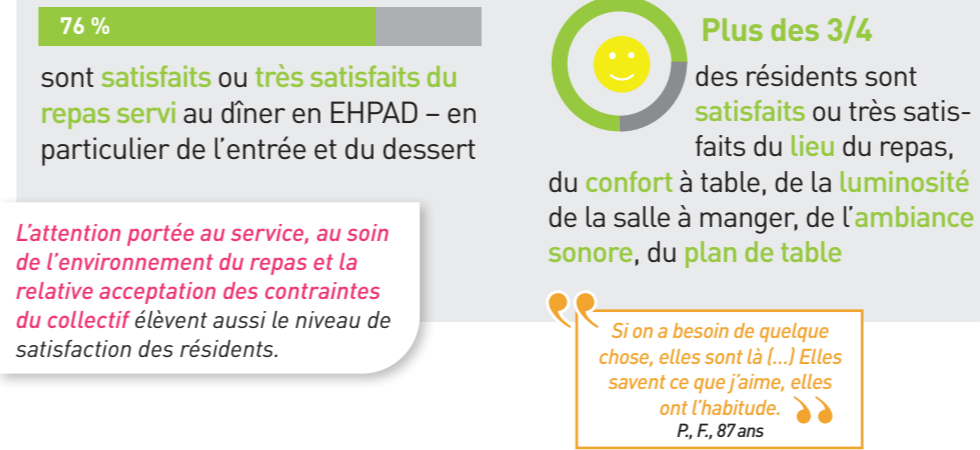 76 %
sont satisfaits ou très satisfaits du
repas servi au dîner en EHPAD – en
particulier de l’entrée et du dessert
L’attention portée au service, au soin
de l’environnement du repas et la
relative acceptation des contraintes
du collectif élèvent aussi le niveau de
satisfaction des résidents.
Plus des 3/4
des résidents sont
satisfaits ou très satis-
faits du lieu du repas,
du confort à table, de la luminosité
de la salle à manger, de l’ambiance
sonore, du plan de table
Si on a besoin de quelque
chose, elles sont là (...) Elles
savent ce que j’aime, elles
ont l’habitude.
P., F., 87 ans